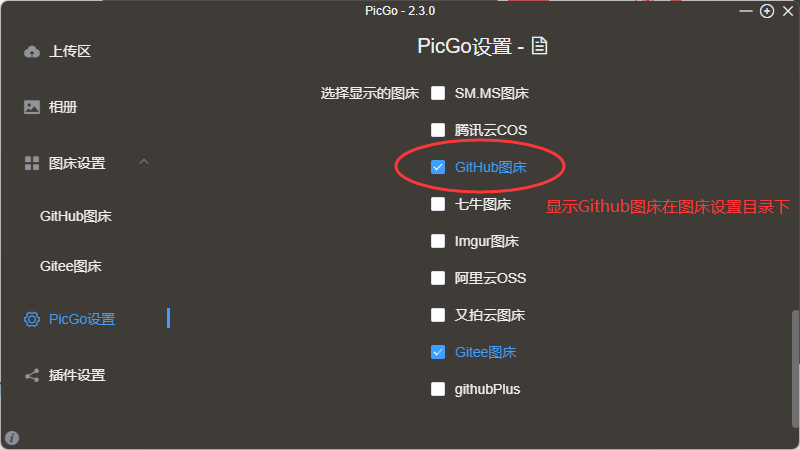 PicGo - 2.3.0
上传区
相册
图床设置
GitHub图床
Gitee图床
PicGo设置
插件设置
PicGo设置 -
选择显示的图床
SM.MS图床
腾讯云COS
GitHub图床
七牛图床
显示Github图床在图床设置目录下
Imgur图床
阿里云OSS
又拍云图床
Gitee图床
githubPlus